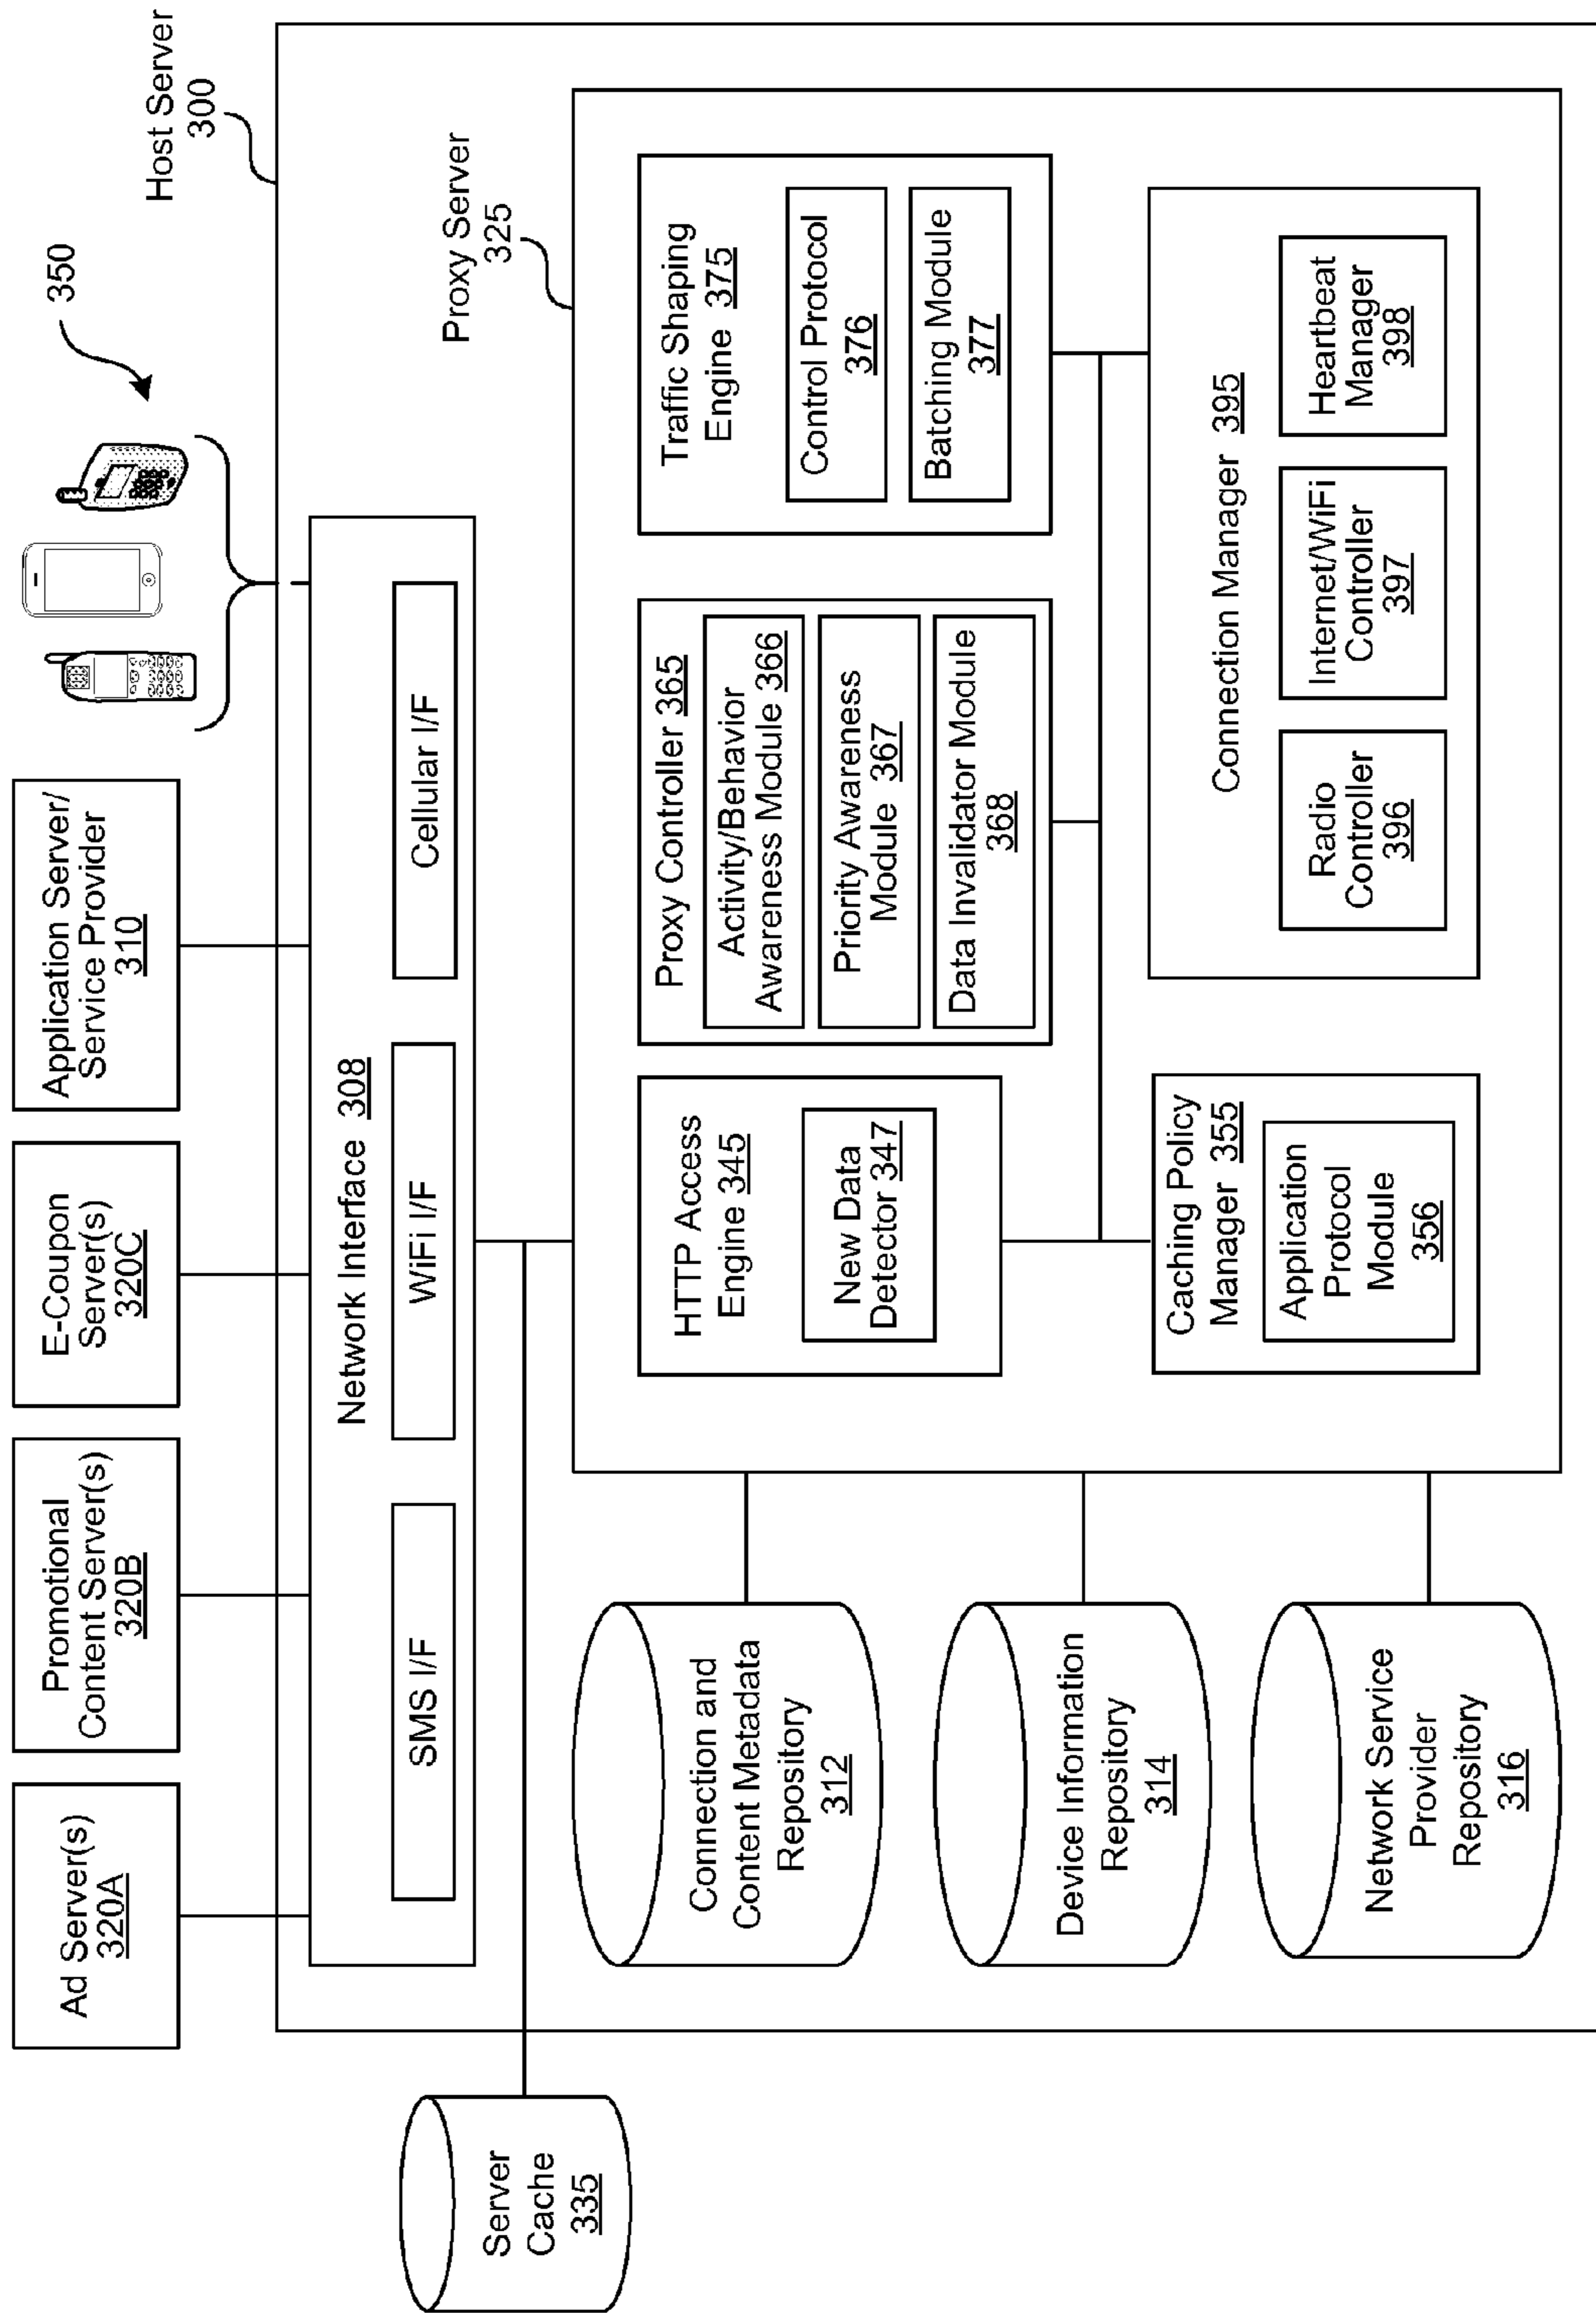 350
Host Server
300
Ad Server(s)
320A
Promotional
Content Server(s)
320B
E-Coupon
Server(s)
320C
Application Server/
Service Provider
310
Network Interface 308
SMS I/F
WiFi I/F
Cellular I/F
Server
Cache
335
Proxy Server
325
Connection and
Content Metadata
Repository
312
Device Information
Repository
314
Network Service
Provider
Repository
316
HTTP Access
Engine 345
New Data
Detector 347
Proxy Controller 365
Activity/Behavior
Awareness Module 366
Priority Awareness
Module 367
Data Invalidator Module
368
Traffic Shaping
Engine 375
Control Protocol
376
Batching Module
377
Caching Policy
Manager 355
Application
Protocol
Module
356
Connection Manager 395
Radio
Controller
396
Internet/WiFi
Controller
397
Heartbeat
Manager
398